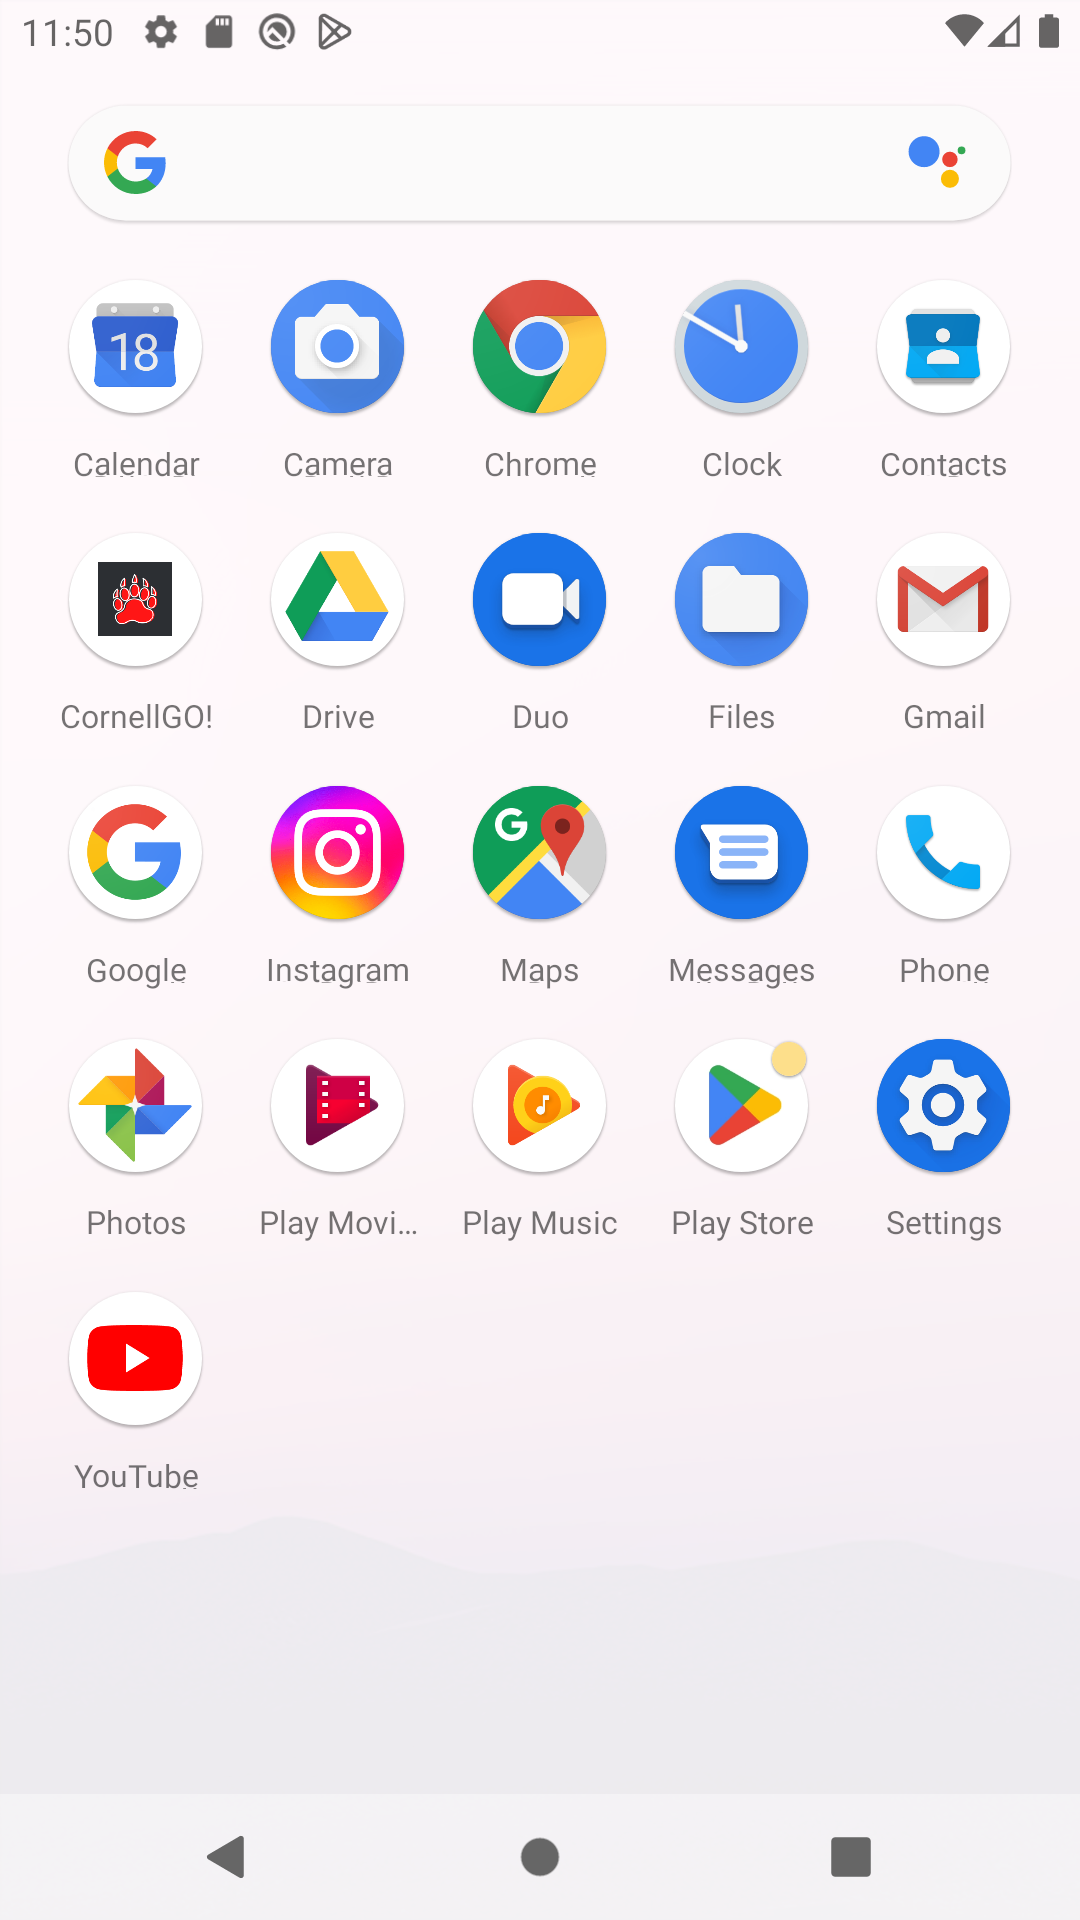 11:50
18
Calendar
Camera
Chrome
Clock
Contacts
CornellGO!
Drive
Duo
Files
Gmail
Google
Instagram
Maps
Messages
Phone
Photos
Play Movi...
Play Music
Play Store
Settings
YouTube